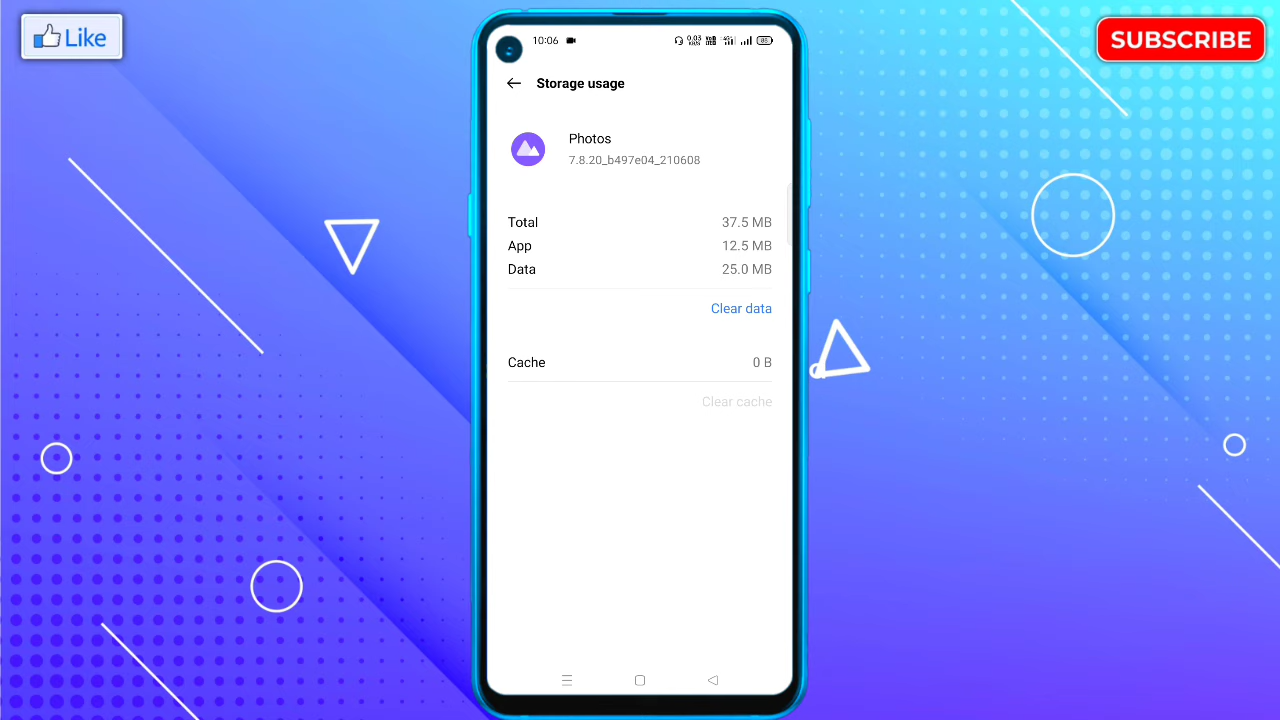 Like
SUBSCRIBE
10:06
Storage usage
Photos
7.8.20_b497e04_210608
Total 37.5 MB
App 12.5 MB
Data 25.0 MB
Clear data
Cache 0 B
Clear cache